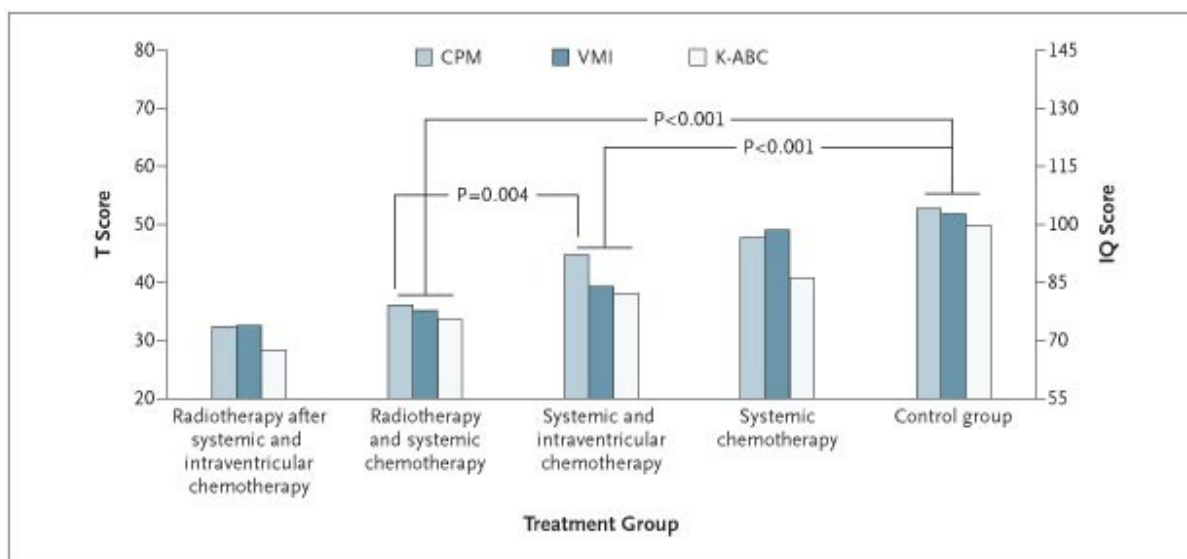 80
70
60
50
40
30
20
T Score
CPM VMI K-ABC
145
130
115
100
85
70
55
IQ Score
P<0.001
P<0.001
P=0.004
Radiotherapy after
systemic and
intraventricular
chemotherapy
Radiotherapy
and systemic
chemotherapy
Systemic and
intraventricular
chemotherapy
Systemic
chemotherapy
Control group
Treatment Group